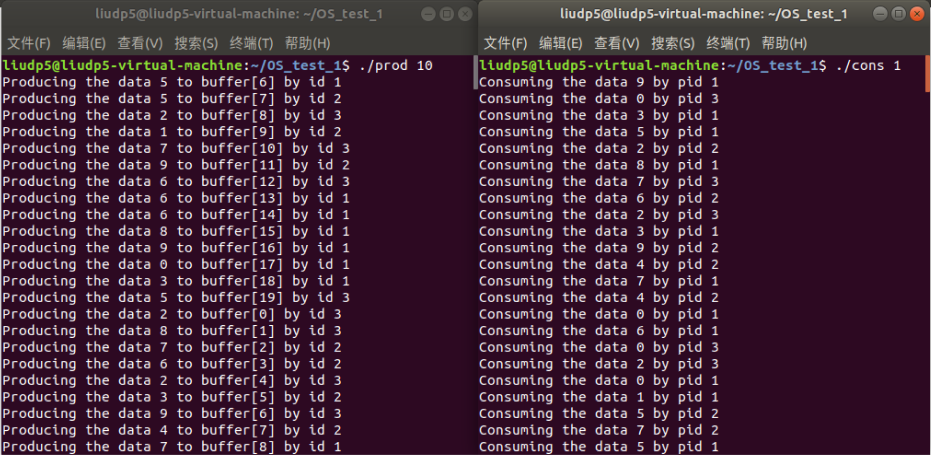 liudp5@liudp5-virtual-machine: ~/OS_test_1
文件(F) 编辑(E) 查看(V) 搜索(S) 终端(T) 帮助(H)
liudp5@liudp5-virtual-machine:~/OS_test_1$ ./prod 10
Producing the data 5 to buffer[6] by id 1
Producing the data 5 to buffer[7] by id 2
Producing the data 2 to buffer[8] by id 3
Producing the data 1 to buffer[9] by id 2
Producing the data 7 to buffer[10] by id 3
Producing the data 9 to buffer[11] by id 2
Producing the data 6 to buffer[12] by id 3
Producing the data 6 to buffer[13] by id 1
Producing the data 6 to buffer[14] by id 1
Producing the data 8 to buffer[15] by id 1
Producing the data 9 to buffer[16] by id 1
Producing the data 0 to buffer[17] by id 1
Producing the data 3 to buffer[18] by id 1
Producing the data 5 to buffer[19] by id 3
Producing the data 2 to buffer[0] by id 3
Producing the data 8 to buffer[1] by id 3
Producing the data 7 to buffer[2] by id 2
Producing the data 6 to buffer[3] by id 2
Producing the data 2 to buffer[4] by id 3
Producing the data 3 to buffer[5] by id 2
Producing the data 9 to buffer[6] by id 3
Producing the data 4 to buffer[7] by id 2
Producing the data 7 to buffer[8] by id 1
liudp5@liudp5-virtual-machine: ~/OS_test_1
文件(F) 编辑(E) 查看(V) 搜索(S) 终端(T) 帮助(H)
liudp5@liudp5-virtual-machine:~/OS_test_1$ ./cons 1
Consuming the data 9 by pid 1
Consuming the data 0 by pid 3
Consuming the data 3 by pid 1
Consuming the data 5 by pid 1
Consuming the data 2 by pid 2
Consuming the data 8 by pid 1
Consuming the data 7 by pid 3
Consuming the data 6 by pid 2
Consuming the data 2 by pid 3
Consuming the data 3 by pid 1
Consuming the data 9 by pid 2
Consuming the data 4 by pid 2
Consuming the data 7 by pid 1
Consuming the data 4 by pid 2
Consuming the data 0 by pid 1
Consuming the data 6 by pid 1
Consuming the data 0 by pid 3
Consuming the data 2 by pid 3
Consuming the data 0 by pid 1
Consuming the data 1 by pid 1
Consuming the data 5 by pid 2
Consuming the data 7 by pid 2
Consuming the data 5 by pid 1